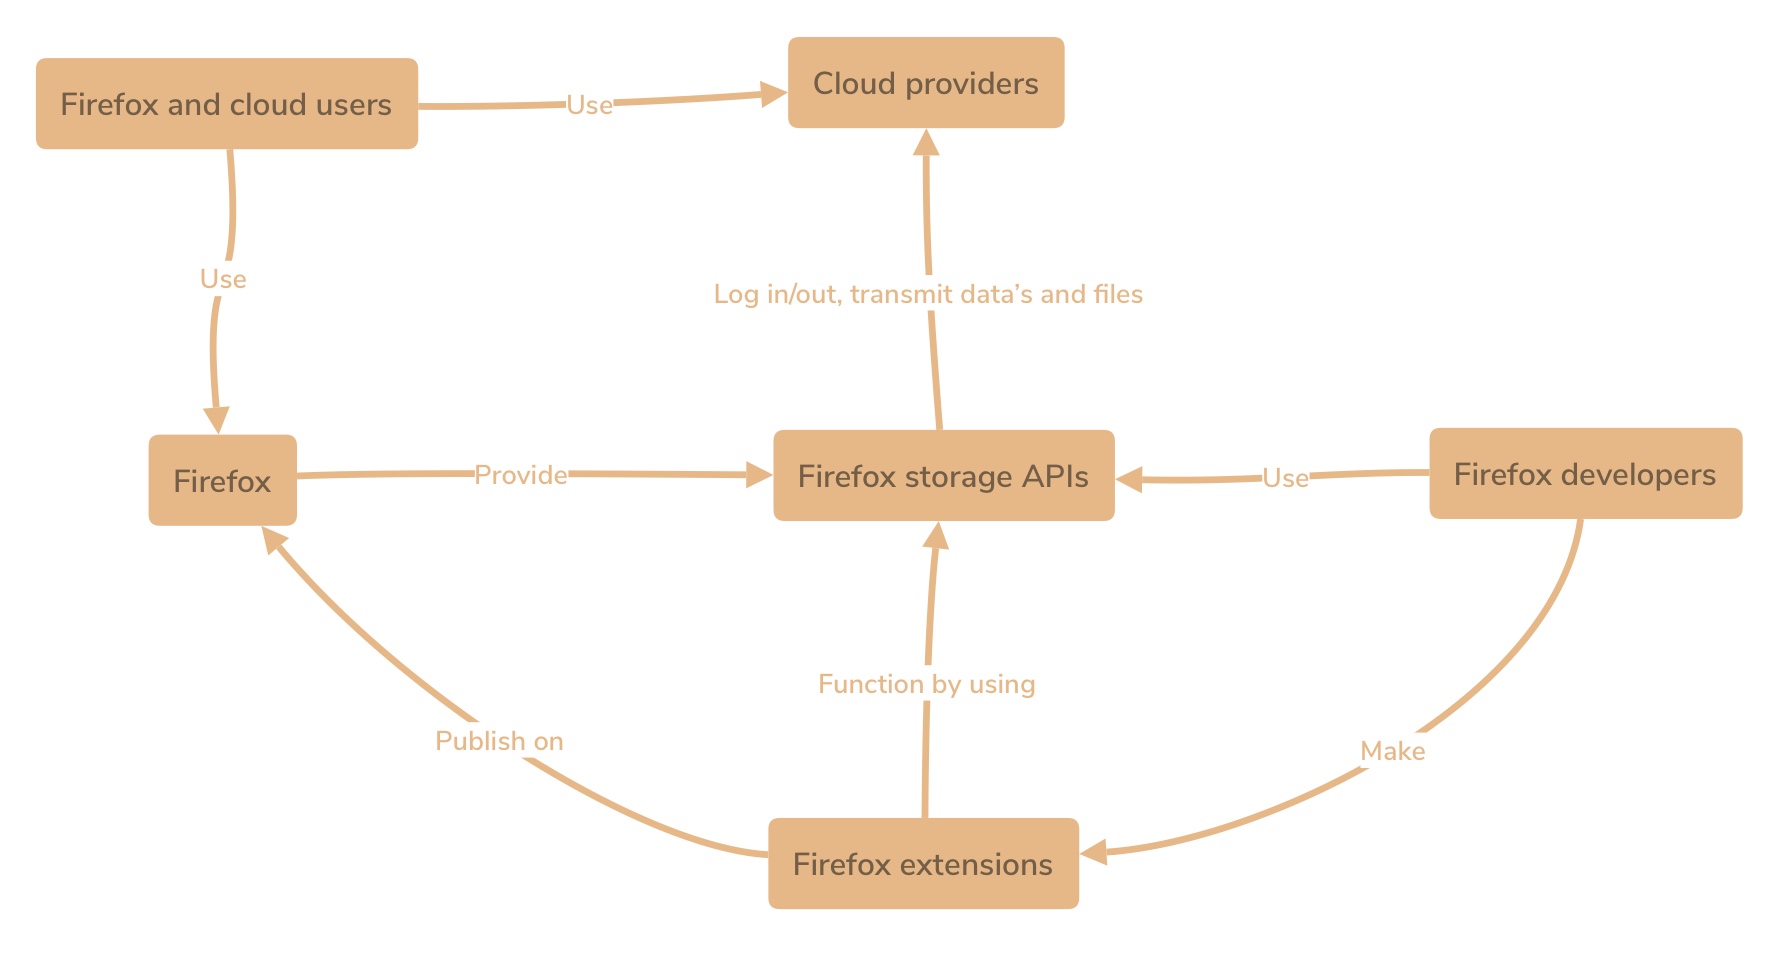 Firefox and cloud users
Use
Cloud providers
Use
Log in/out, transmit data’s and files
Firefox
Provide
Firefox storage APIs
Use
Firefox developers
Function by using
Publish on
Make
Firefox extensions